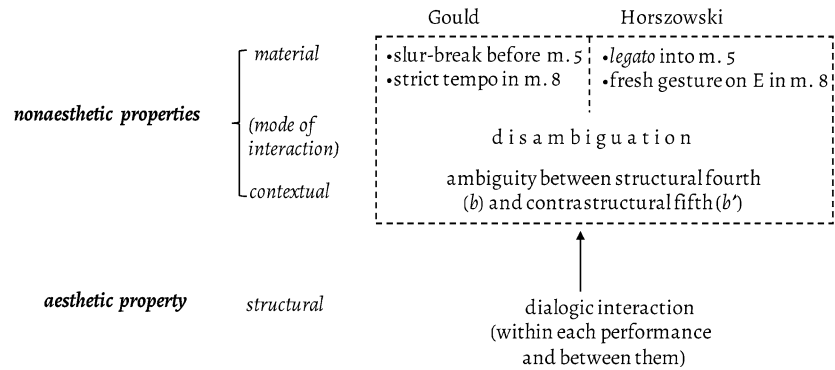 Gould Horszowski
material •slur-break before m. 5 •legato into m. 5
•strict tempo in m. 8 •fresh gesture on E in m. 8
nonaesthetic properties (mode of
interaction) disambiguation
contextual ambiguity between structural fourth
(b) and contrastructural fifth (b′)
aesthetic property structural dialogic interaction
(within each performance
and between them)